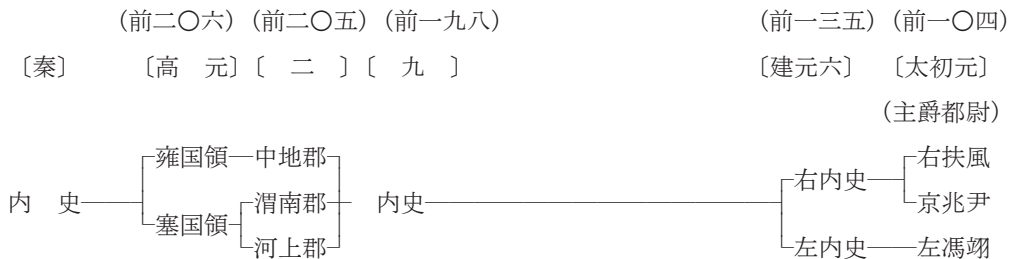 (前二〇六) (前二〇五) (前一九八) (前一三五) (前一〇四)
〔秦〕 〔高 元〕 〔 二 〕 〔 九 〕 〔建元六〕 〔太初元〕
(主爵都尉)
雍国領 中地郡 右扶風
右内史
内 史 渭南郡 内史 京兆尹
塞国領
河上郡 左内史 左馮翊